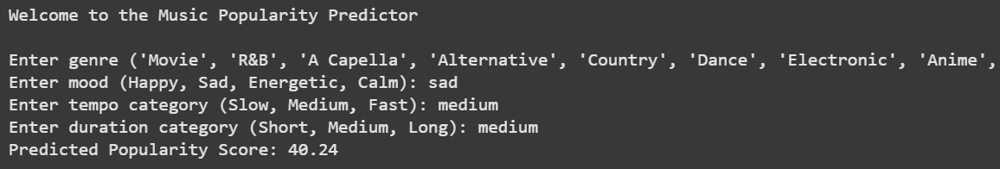 Welcome to the Music Popularity Predictor
Enter genre ('Movie', 'R&B', 'A Capella', 'Alternative', 'Country', 'Dance', 'Electronic', 'Anime',
Enter mood (Happy, Sad, Energetic, Calm): sad
Enter tempo category (Slow, Medium, Fast): medium
Enter duration category (Short, Medium, Long): medium
Predicted Popularity Score: 40.24